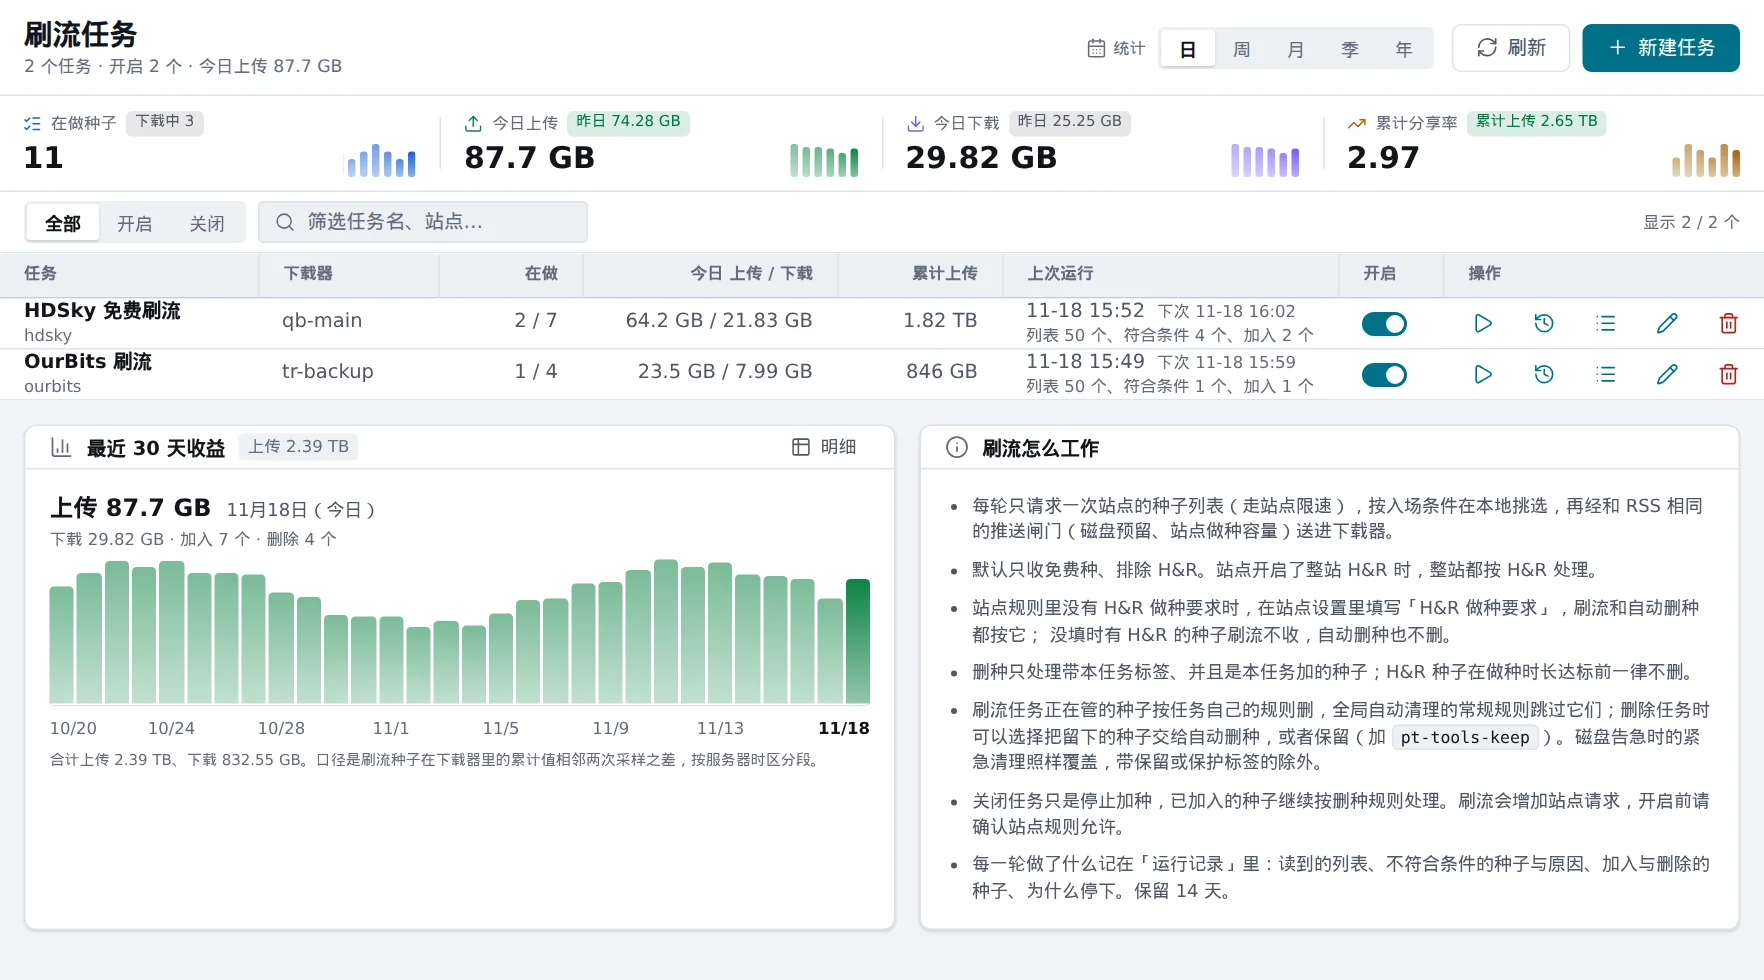 刷流任务
2 个任务 · 开启 2 个 · 今日上传 87.7 GB
统计 日 周 月 季 年 刷新 新建任务
在做种子 下载中 3
11
今日上传 昨日 74.28 GB
87.7 GB
今日下载 昨日 25.25 GB
29.82 GB
累计分享率 累计上传 2.65 TB
2.97
全部 开启 关闭 筛选任务名、站点... 显示 2 / 2 个
任务 下载器 在做 今日 上传 / 下载 累计上传 上次运行 开启 操作
HDSky 免费刷流
hdsky
qb-main 2 / 7 64.2 GB / 21.83 GB 1.82 TB
11-18 15:52 下次 11-18 16:02
列表 50 个、符合条件 4 个、加入 2 个
OurBits 刷流
ourbits
tr-backup 1 / 4 23.5 GB / 7.99 GB 846 GB
11-18 15:49 下次 11-18 15:59
列表 50 个、符合条件 1 个、加入 1 个
最近 30 天收益 上传 2.39 TB 明细
上传 87.7 GB 11月18日（今日）
下载 29.82 GB · 加入 7 个 · 删除 4 个
10/20 10/24 10/28 11/1 11/5 11/9 11/13 11/18
合计上传 2.39 TB、下载 832.55 GB。口径是刷流种子在下载器里的累计值相邻两次采样之差，按服务器时区分段。
刷流怎么工作
• 每轮只请求一次站点的种子列表（走站点限速），按入场条件在本地挑选，再经和 RSS 相同
的推送闸门（磁盘预留、站点做种容量）送进下载器。
• 默认只收免费种、排除 H&R。站点开启了整站 H&R 时，整站都按 H&R 处理。
• 站点规则里没有 H&R 做种要求时，在站点设置里填写「H&R 做种要求」，刷流和自动删种
都按它； 没填时有 H&R 的种子刷流不收，自动删种也不删。
• 删种只处理带本任务标签、并且是本任务加的种子；H&R 种子在做种时长达标前一律不删。
• 刷流任务正在管的种子按任务自己的规则删，全局自动清理的常规规则跳过它们；删除任务时
可以选择把留下的种子交给自动删种，或者保留（加 pt-tools-keep ）。磁盘告急时的紧
急清理照样覆盖，带保留或保护标签的除外。
• 关闭任务只是停止加种，已加入的种子继续按删种规则处理。刷流会增加站点请求，开启前请
确认站点规则允许。
• 每一轮做了什么记在「运行记录」里：读到的列表、不符合条件的种子与原因、加入与删除的
种子、为什么停下。保留 14 天。